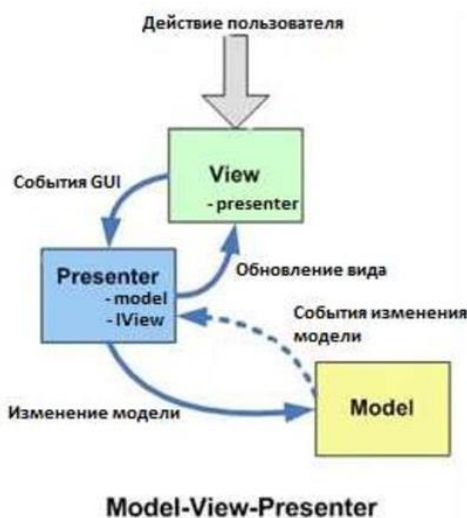 Действие пользователя
События GUI
View
- presenter
Обновление вида
Presenter
- model
- IView
События изменения
модели
Изменение модели
Model
Model-View-Presenter